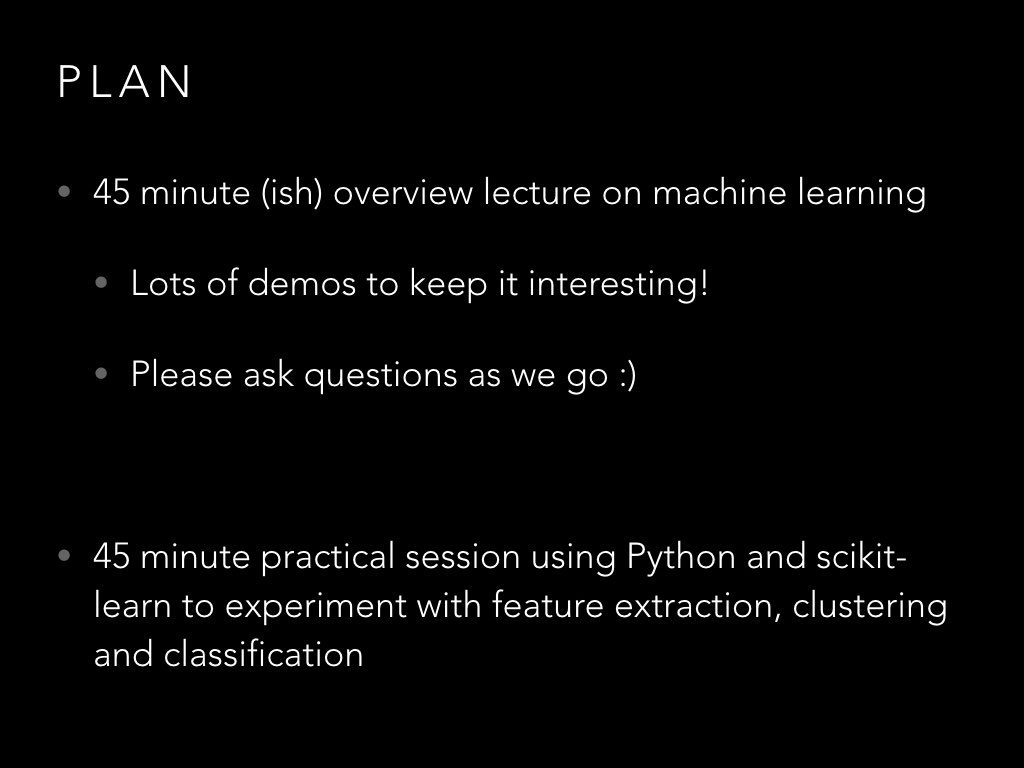 PLAN
• 45 minute (ish) overview lecture on machine learning
• Lots of demos to keep it interesting!
• Please ask questions as we go :)
• 45 minute practical session using Python and scikit-
learn to experiment with feature extraction, clustering
and classification